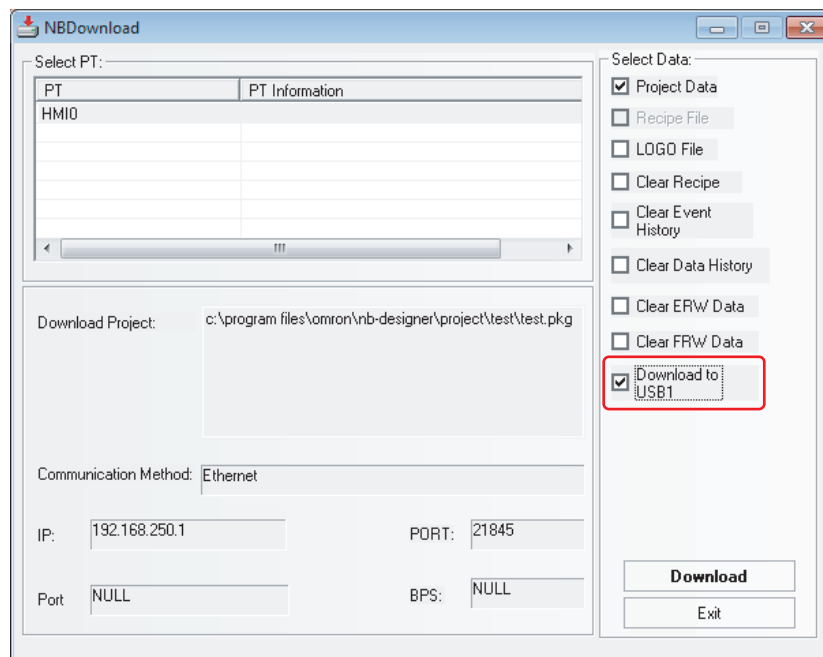 NBDownload
Select PT:
PT PT Information
HMI0
Download Project: c:\program files\omron\nb-designer\project\test\test.pkg
Communication Method: Ethernet
IP: 192.168.250.1 PORT: 21845
Port NULL BPS: NULL
Select Data:
Project Data
Recipe File
LOGO File
Clear Recipe
Clear Event
History
Clear Data History
Clear ERW Data
Clear FRW Data
Download to
USB1
Download
Exit